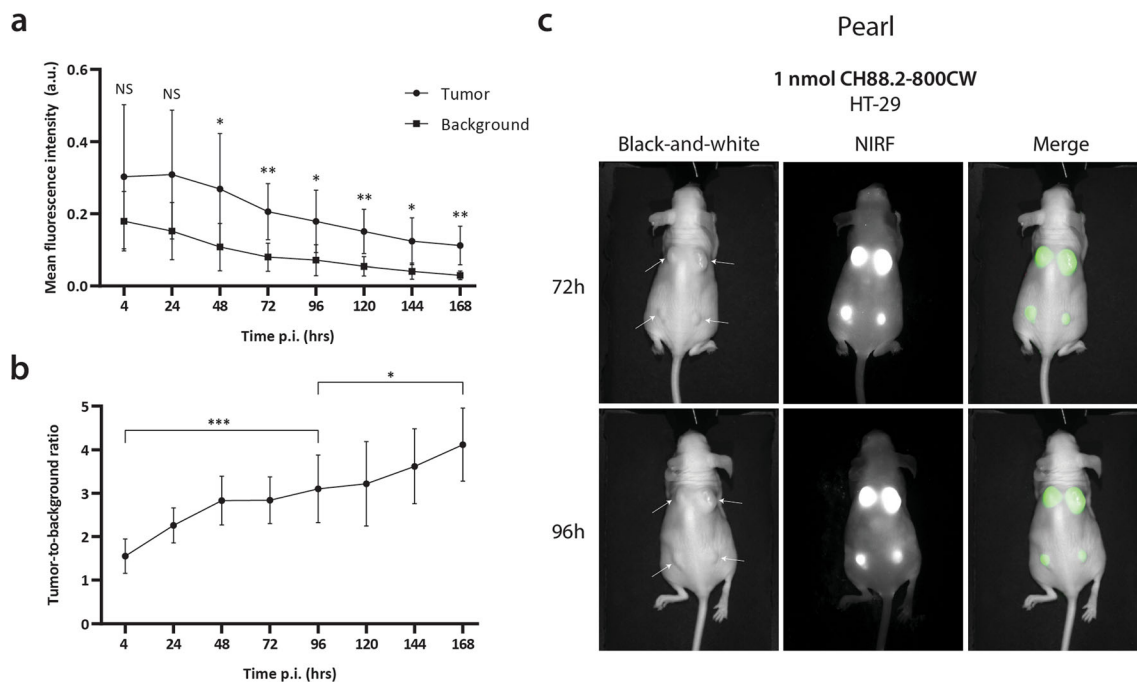 a
0.6
0.4
0.2
0.0
Mean fluorescence intensity (a.u.)
NS
NS
*
**
*
**
*
**
Tumor
Background
4 24 48 72 96 120 144 168
Time p.i. (hrs)
b
5
4
3
2
1
0
Tumor-to-background ratio
***
*
4 24 48 72 96 120 144 168
Time p.i. (hrs)
c
Pearl
1 nmol CH88.2-800CW
HT-29
Black-and-white NIRF Merge
72h
96h